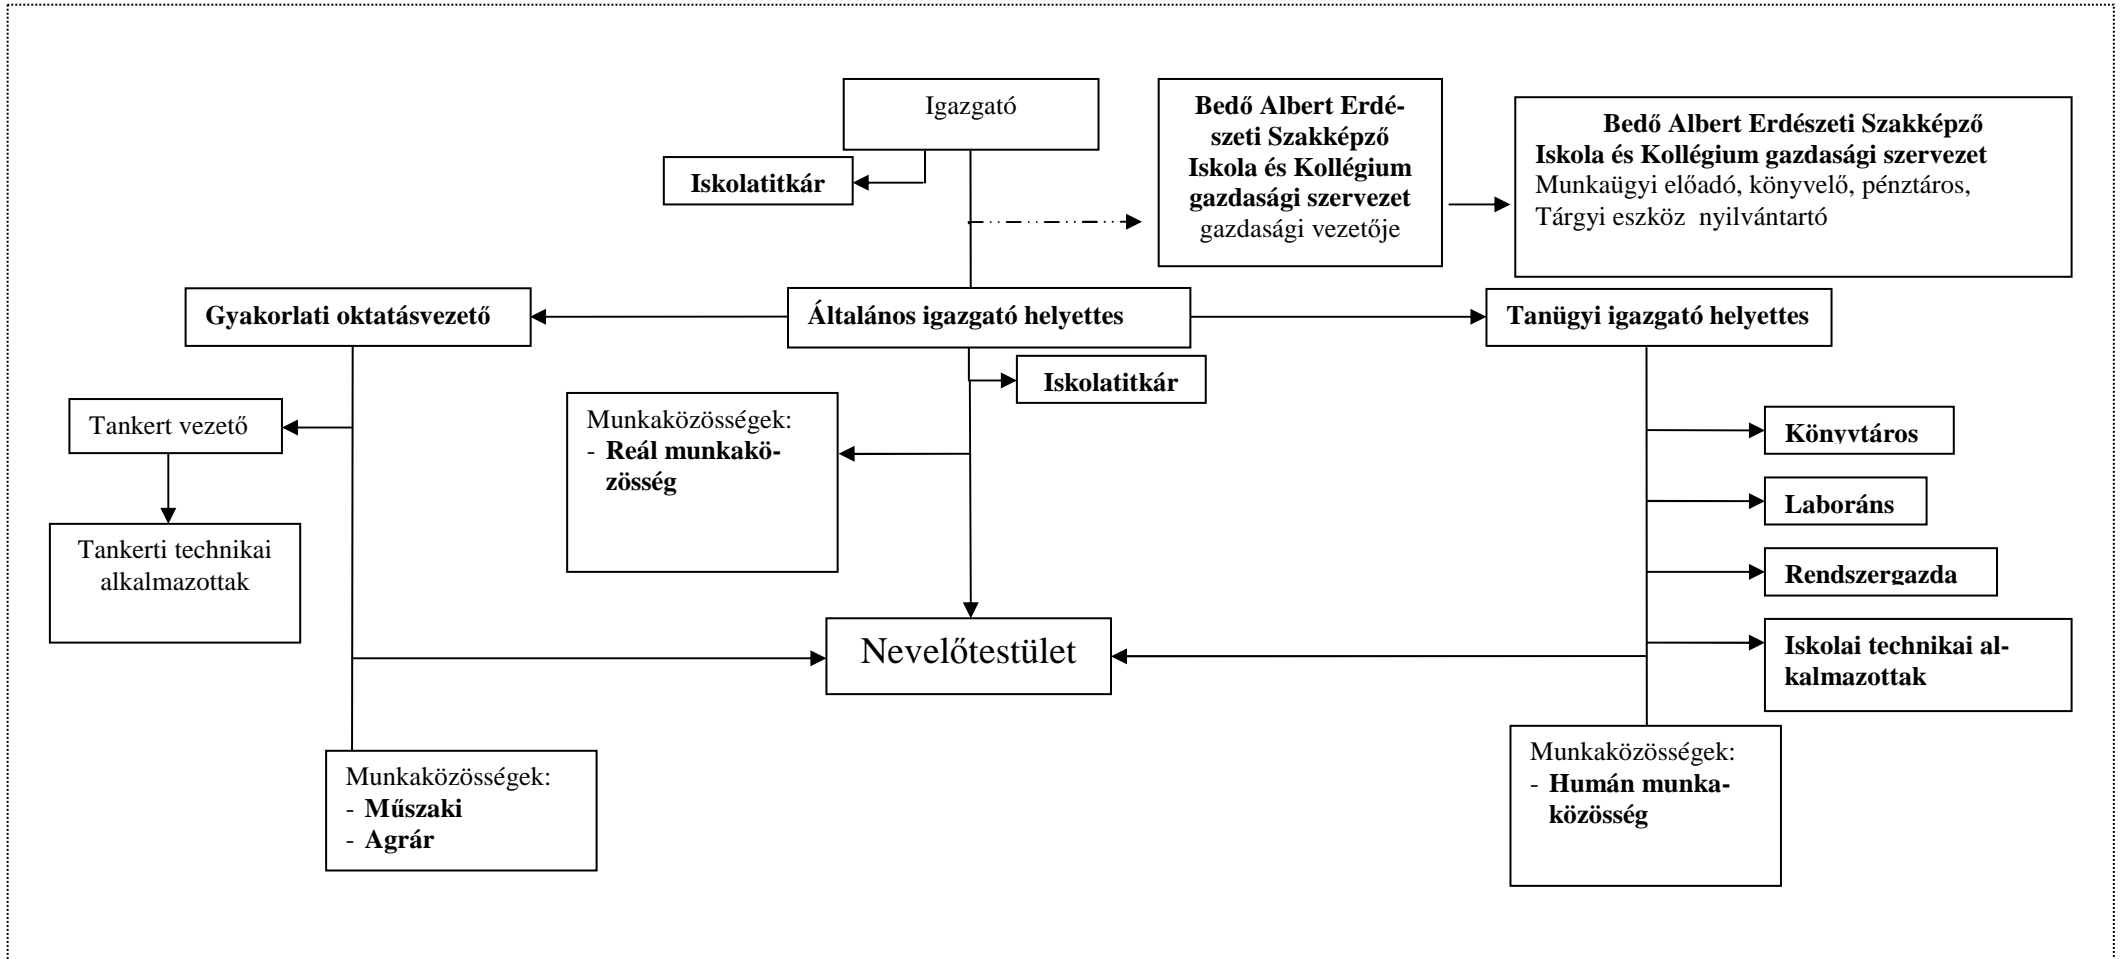 Igazgató
Iskolatitkár
Bedő Albert Erdé-
szeti Szakképző
Iskola és Kollégium
gazdasági szervezet
gazdasági vezetője
Bedő Albert Erdészeti Szakképző
Iskola és Kollégium gazdasági szervezet
Munkaügyi előadó, könyvelő, pénztáros,
Tárgyi eszköz nyilvántartó
Gyakorlati oktatásvezető
Általános igazgató helyettes
Tanügyi igazgató helyettes
Iskolatitkár
Tankert vezető
Tankerti technikai
alkalmazottak
Munkaközösségek:
- Reál munkakö-
zösség
Könyvtáros
Laboráns
Rendszergazda
Iskolai technikai al-
kalmazottak
Nevelőtestület
Munkaközösségek:
- Műszaki
- Agrár
Munkaközösségek:
- Humán munka-
közösség